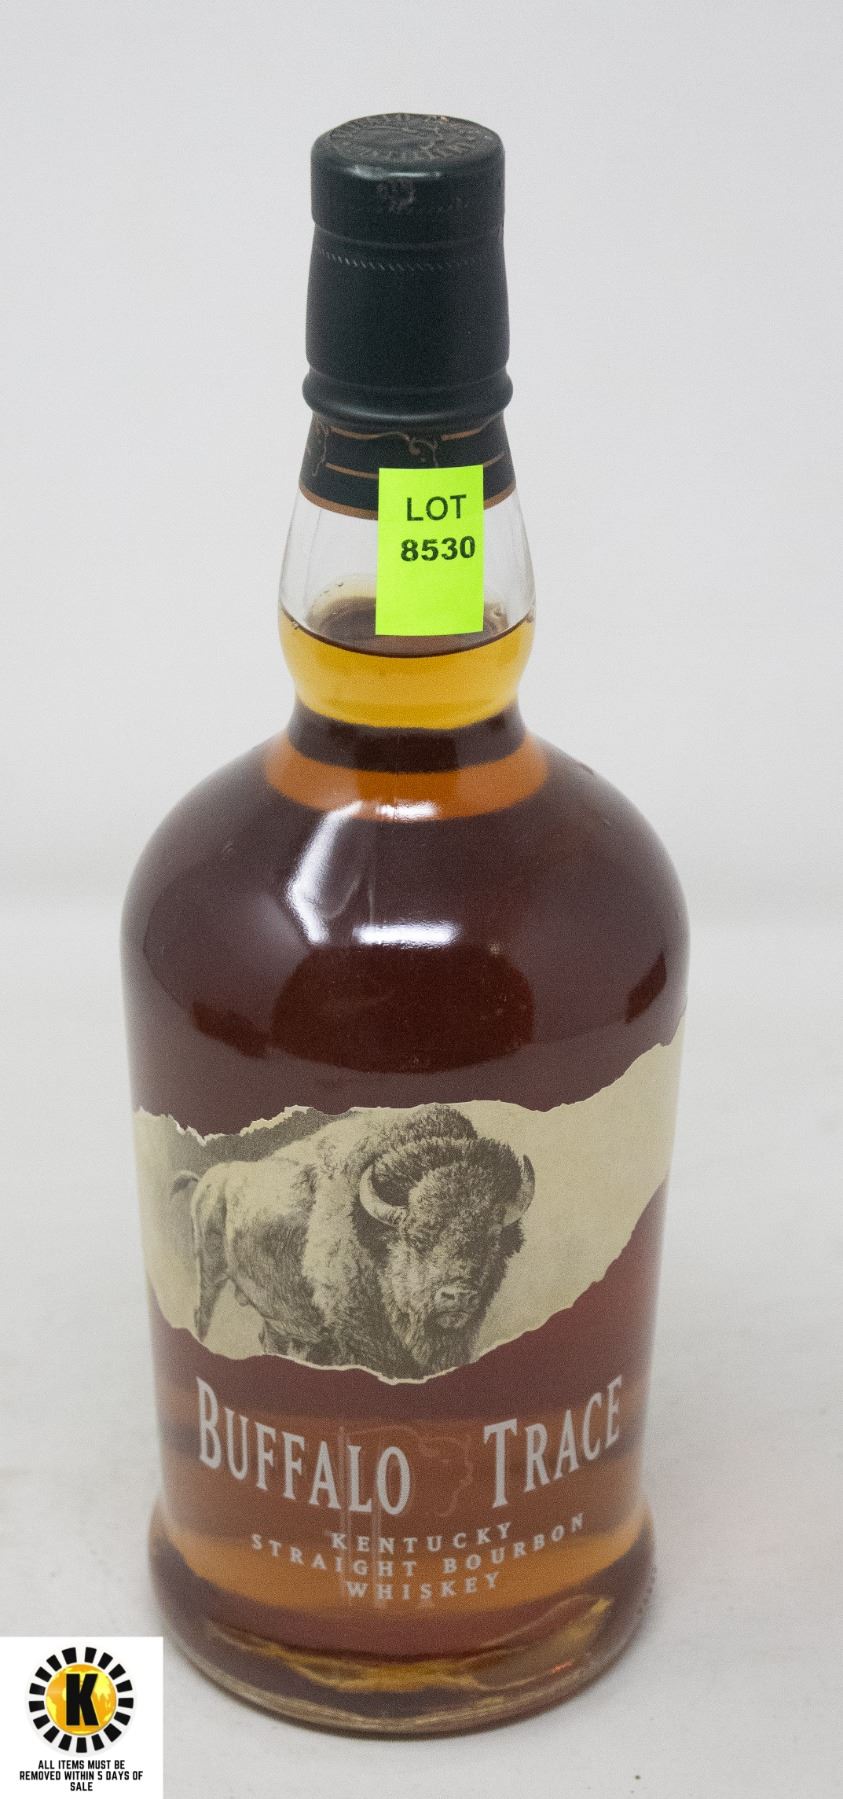 LOT
8530
BUFFALO TRACE
KENTUCKY
STRAIGHT BOURBON
WHISKEY
K
ALL ITEMS MUST BE
REMOVED WITHIN 5 DAYS OF
SALE